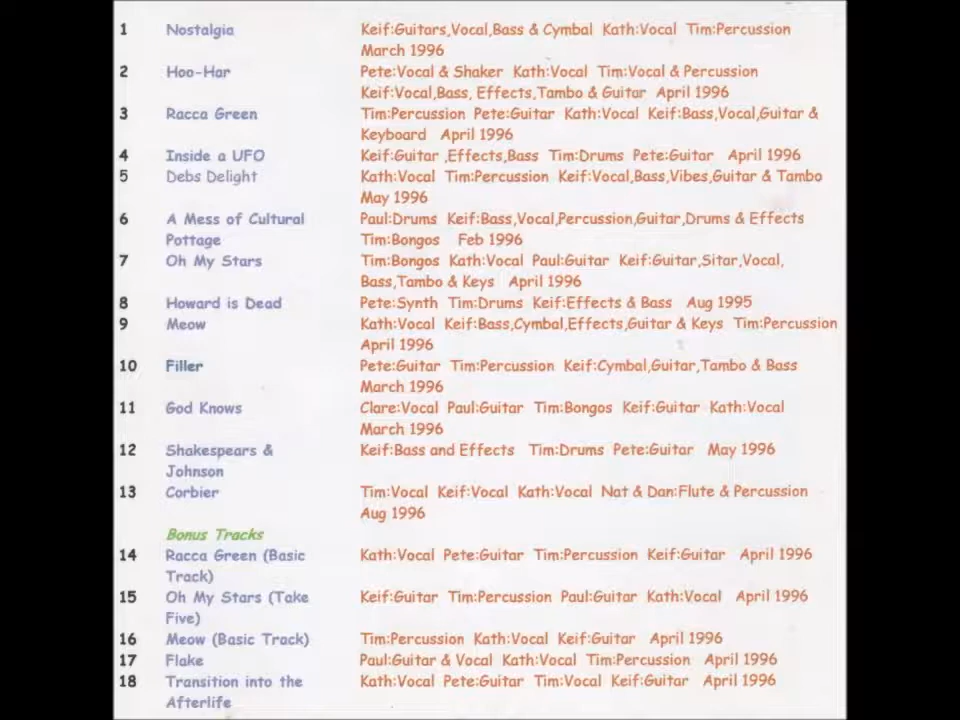 1 Nostalgia Keif:Guitars,Vocal,Bass & Cymbal Kath:Vocal Tim:Percussion
March 1996
2 Hoo-Har Pete:Vocal & Shaker Kath:Vocal Tim:Vocal & Percussion
Keif:Vocal,Bass, Effects,Tambo & Guitar April 1996
3 Racca Green Tim:Percussion Pete:Guitar Kath:Vocal Keif:Bass,Vocal,Guitar &
Keyboard April 1996
4 Inside a UFO Keif:Guitar ,Effects,Bass Tim:Drums Pete:Guitar April 1996
5 Debs Delight Kath:Vocal Tim:Percussion Keif:Vocal,Bass,Vibes,Guitar & Tambo
May 1996
6 A Mess of Cultural Paul:Drums Keif:Bass,Vocal,Percussion,Guitar,Drums & Effects
Pottage Tim:Bongos Feb 1996
7 Oh My Stars Tim:Bongos Kath:Vocal Paul:Guitar Keif:Guitar,Sitar,Vocal,
Bass,Tambo & Keys April 1996
8 Howard is Dead Pete:Synth Tim:Drums Keif:Effects & Bass Aug 1995
9 Meow Kath:Vocal Keif:Bass,Cymbal,Effects,Guitar & Keys Tim:Percussion
April 1996
10 Filler Pete:Guitar Tim:Percussion Keif:Cymbal,Guitar,Tambo & Bass
March 1996
11 God Knows Clare:Vocal Paul:Guitar Tim:Bongos Keif:Guitar Kath:Vocal
March 1996
12 Shakespears & Keif:Bass and Effects Tim:Drums Pete:Guitar May 1996
Johnson
13 Corbier Tim:Vocal Keif:Vocal Kath:Vocal Nat & Dan:Flute & Percussion
Aug 1996
Bonus Tracks
14 Racca Green (Basic Kath:Vocal Pete:Guitar Tim:Percussion Keif:Guitar April 1996
Track)
15 Oh My Stars (Take Keif:Guitar Tim:Percussion Paul:Guitar Kath:Vocal April 1996
Five)
16 Meow (Basic Track) Tim:Percussion Kath:Vocal Keif:Guitar April 1996
17 Flake Paul:Guitar & Vocal Kath:Vocal Tim:Percussion April 1996
18 Transition into the Kath:Vocal Pete:Guitar Tim:Vocal Keif:Guitar April 1996
Afterlife